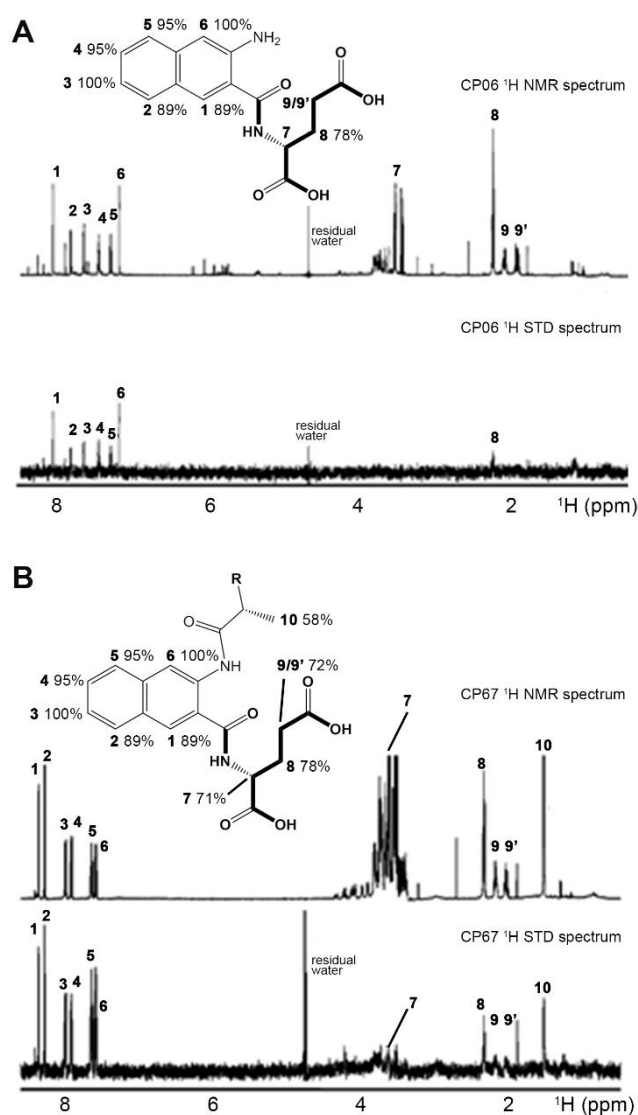 A
5 95% 6 100%
NH₂
4 95%
3 100%
2 89% 1 89%
O
O
9/9’
OH
HN
7
8 78%
O
OH
CP06 ¹H NMR spectrum
1
2
3
4
5
6
7
8
9 9’
residual
water
CP06 ¹H STD spectrum
1
2
3
4
5
6
residual
water
8
8 6 4 2 ¹H (ppm)
B
R
O
10 58%
5 95% 6 100%
NH
4 95%
3 100%
2 89% 1 89%
9/9’ 72%
O
O
OH
HN
8 78%
7 71%
O
OH
CP67 ¹H NMR spectrum
1
2
3 4
5
6
7
8
9 9’
10
CP67 ¹H STD spectrum
1
2
3 4
5
6
residual
water
7
8
9 9’
10
8 6 4 2 ¹H (ppm)